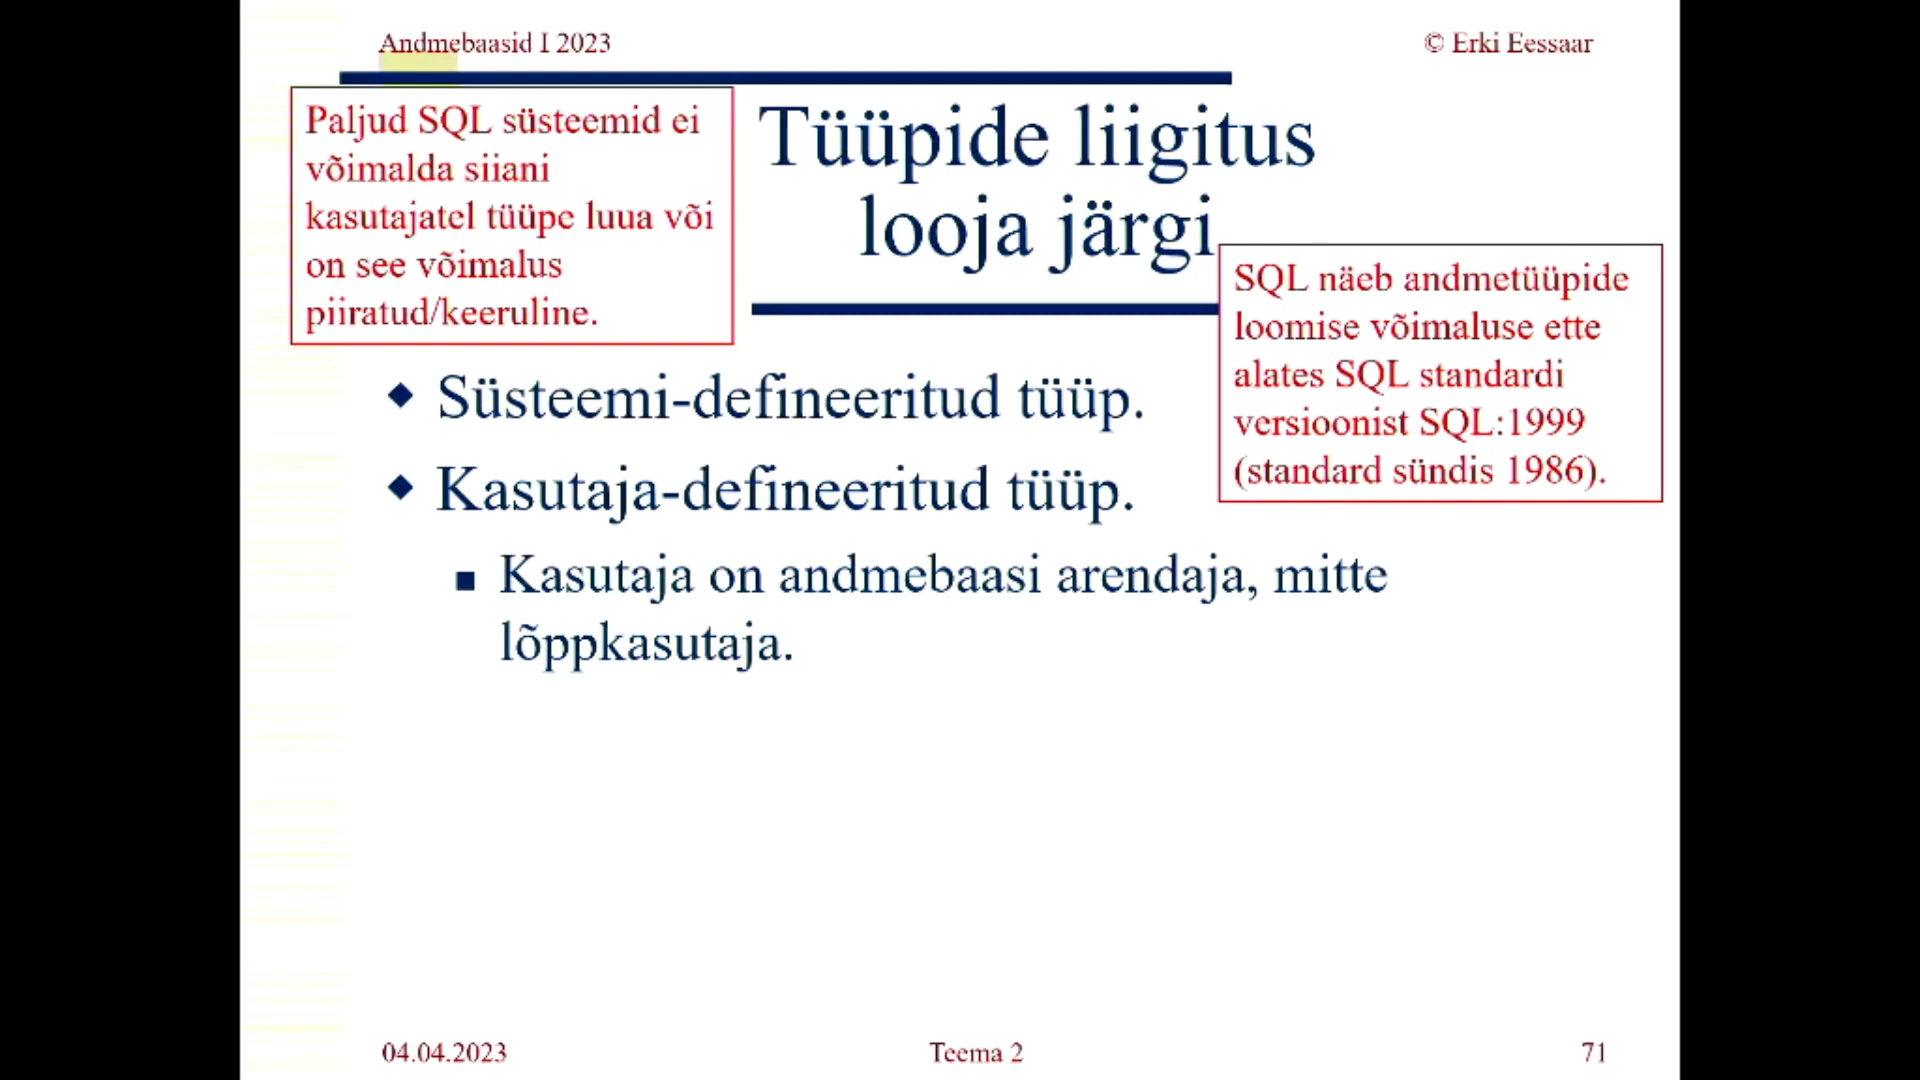 Andmebaasid I 2023
© Erki Eessaar
Paljud SQL süsteemid ei
võimalda siiani
kasutajatel tüüpe luua või
on see võimalus
piiratud/keeruline.
Tüüpide liigitus
looja järgi
SQL näeb andmetüüpide
loomise võimaluse ette
alates SQL standardi
versioonist SQL:1999
(standard sündis 1986).
◆ Süsteemi-defineeritud tüüp.
◆ Kasutaja-defineeritud tüüp.
■ Kasutaja on andmebaasi arendaja, mitte
lõppkasutaja.
04.04.2023
Teema 2
71